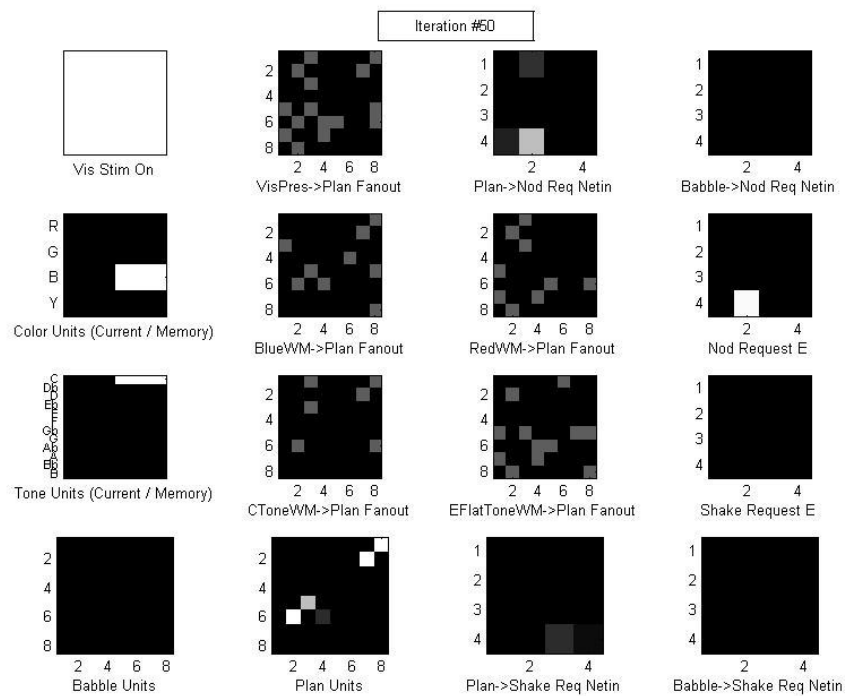 Iteration #50
2
4
6
8
1
2
3
4
1
2
3
4
Vis Stim On
2 4 6 8
VisPres->Plan Fanout
2 4
Plan->Nod Req Netin
2 4
Babble->Nod Req Netin
R
G
B
Y
2
4
6
8
2
4
6
8
1
2
3
4
Color Units (Current / Memory)
2 4 6 8
BlueWM->Plan Fanout
2 4 6 8
RedWM->Plan Fanout
2 4
Nod Request E
C
Db
D
Eb
E
F
Gb
G
Ab
A
Bb
B
2
4
6
8
2
4
6
8
1
2
3
4
Tone Units (Current / Memory)
2 4 6 8
CToneWM->Plan Fanout
2 4 6 8
EFlatToneWM->Plan Fanout
2 4
Shake Request E
2
4
6
8
2
4
6
8
1
2
3
4
1
2
3
4
2 4 6 8
Babble Units
2 4 6 8
Plan Units
2 4
Plan->Shake Req Netin
2 4
Babble->Shake Req Netin